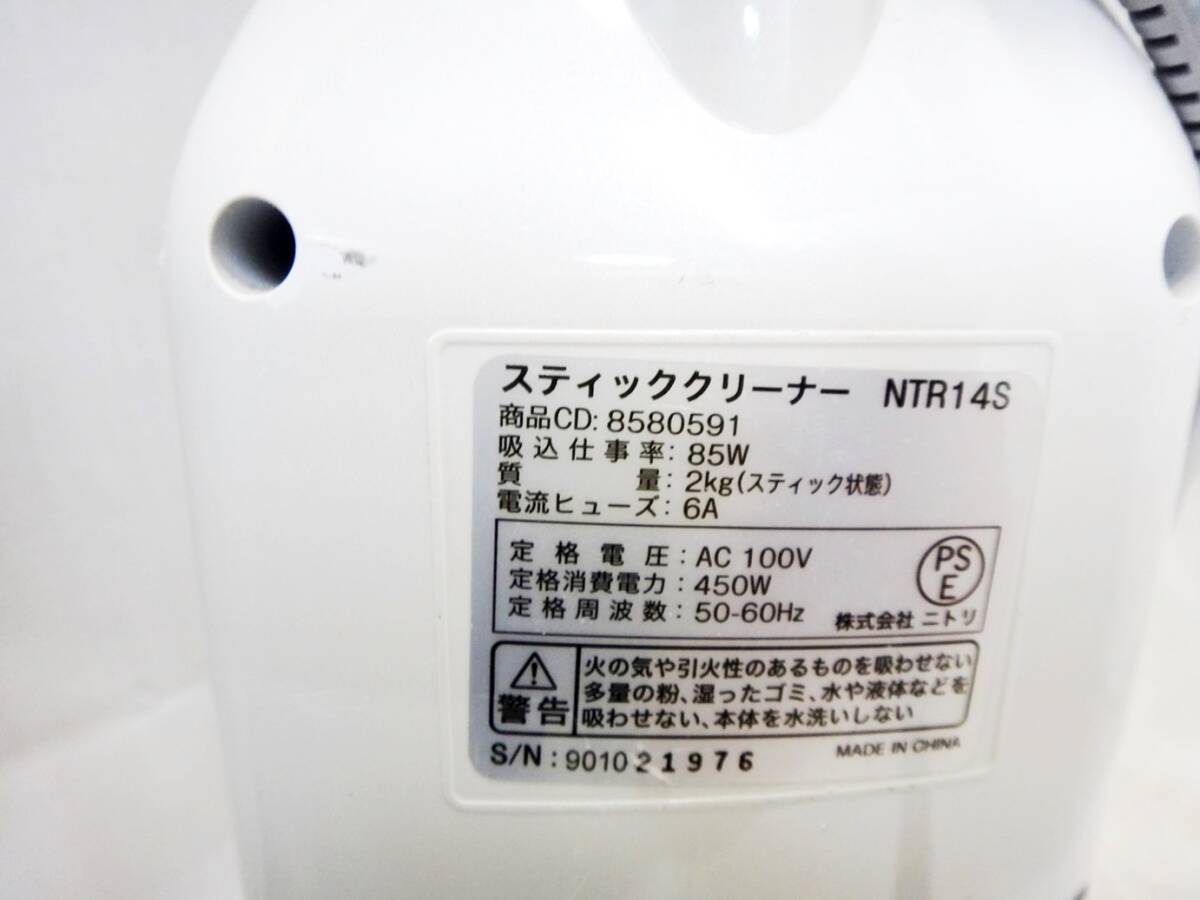 スティッククリーナー NTR14S
商品CD: 8580591
吸込仕事率: 85W
質量: 2kg(スティック状態)
電流ヒューズ: 6A
定格電圧: AC 100V
定格消費電力: 450W
定格周波数: 50-60Hz
PS
E
株式会社 ニトリ
警告
火の気や引火性のあるものを吸わせない
多量の粉、湿ったゴミ、水や液体などを
吸わせない、本体を水洗いしない
S/N: 901021976
MADE IN CHINA